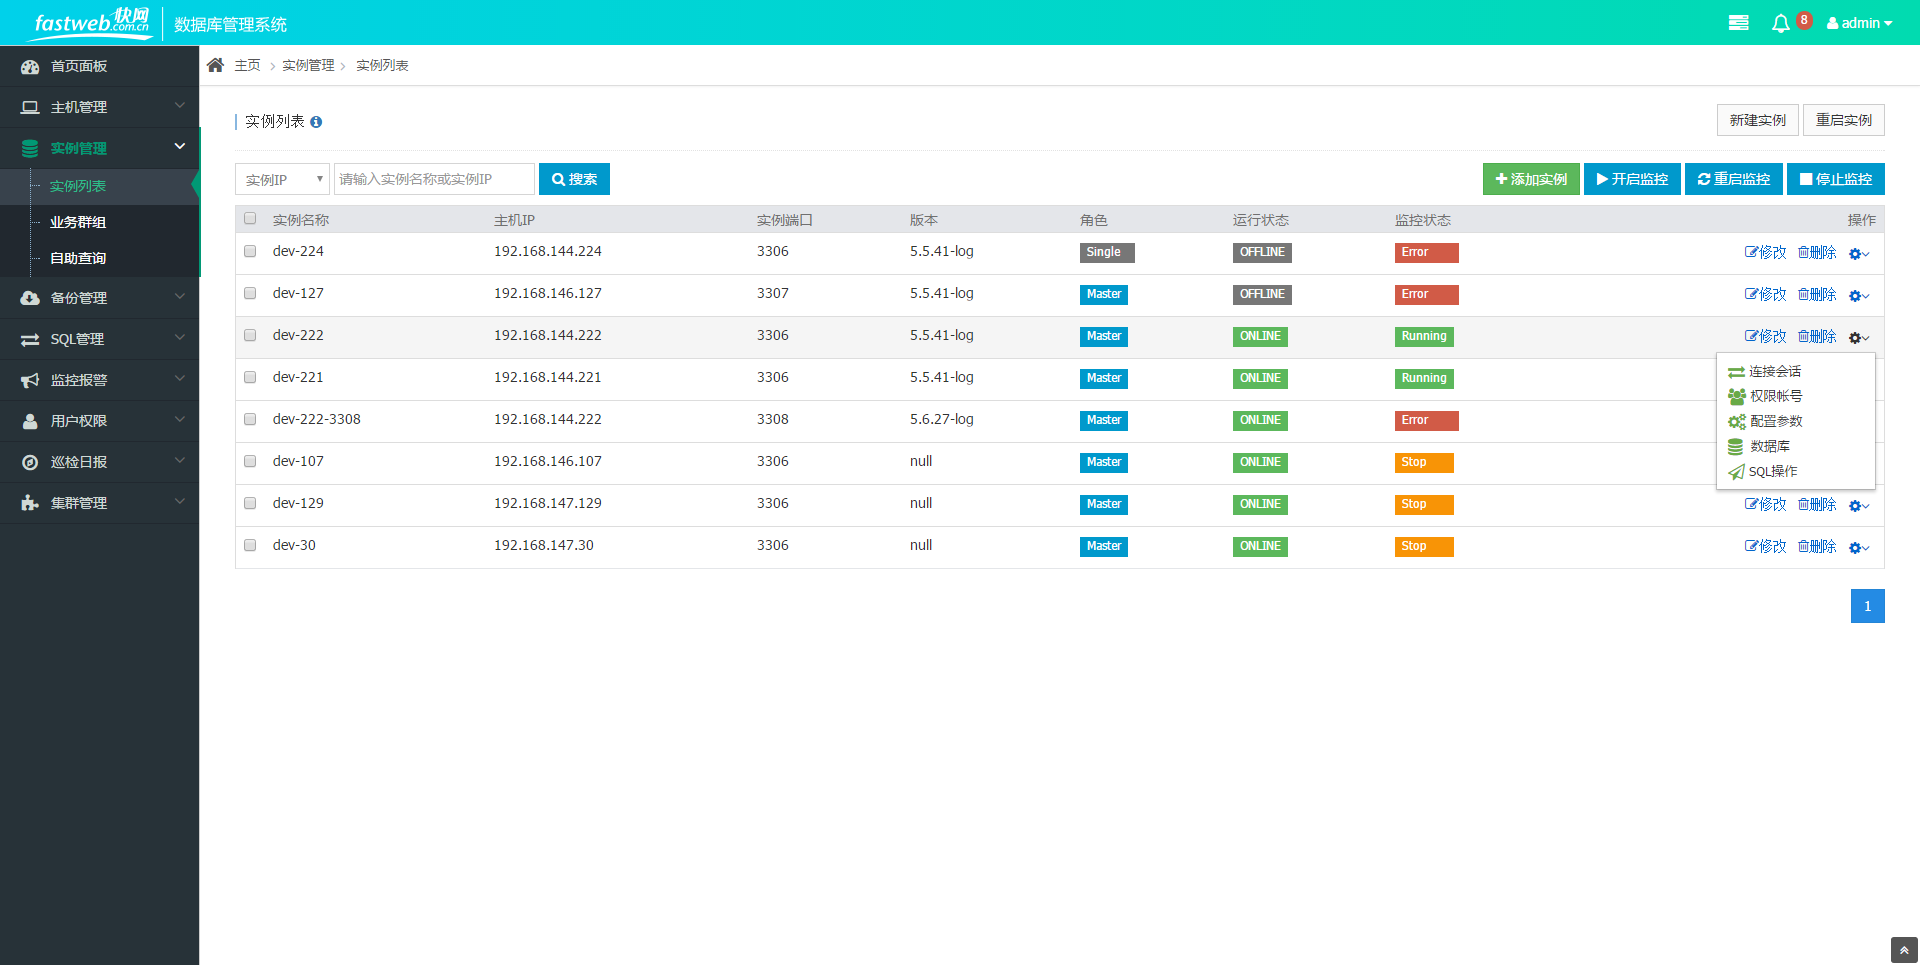 fastweb快网
.com.cn
数据库管理系统
8
admin
首页面板
主机管理
实例管理
实例列表
业务群组
自助查询
备份管理
SQL管理
监控报警
用户权限
巡检日报
集群管理
主页 > 实例管理 > 实例列表
实例列表
新建实例 重启实例
实例IP 请输入实例名称或实例IP 搜索
添加实例 开启监控 重启监控 停止监控
实例名称 主机IP 实例端口 版本 角色 运行状态 监控状态 操作
dev-224 192.168.144.224 3306 5.5.41-log Single OFFLINE Error 修改 删除
dev-127 192.168.146.127 3307 5.5.41-log Master OFFLINE Error 修改 删除
dev-222 192.168.144.222 3306 5.5.41-log Master ONLINE Running 修改 删除
dev-221 192.168.144.221 3306 5.5.41-log Master ONLINE Running
dev-222-3308 192.168.144.222 3308 5.6.27-log Master ONLINE Error
dev-107 192.168.146.107 3306 null Master ONLINE Stop
dev-129 192.168.147.129 3306 null Master ONLINE Stop 修改 删除
dev-30 192.168.147.30 3306 null Master ONLINE Stop 修改 删除
连接会话
权限帐号
配置参数
数据库
SQL操作
1